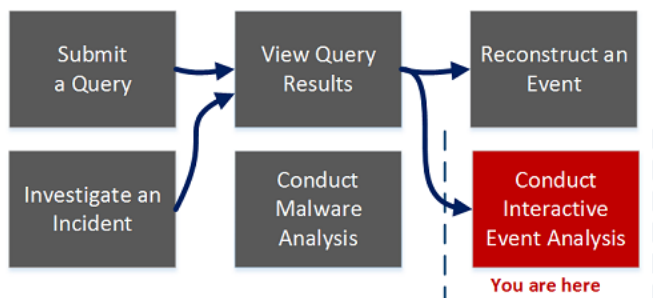 Submit
a Query
View Query
Results
Reconstruct an
Event
Investigate an
Incident
Conduct
Malware
Analysis
Conduct
Interactive
Event Analysis
You are here